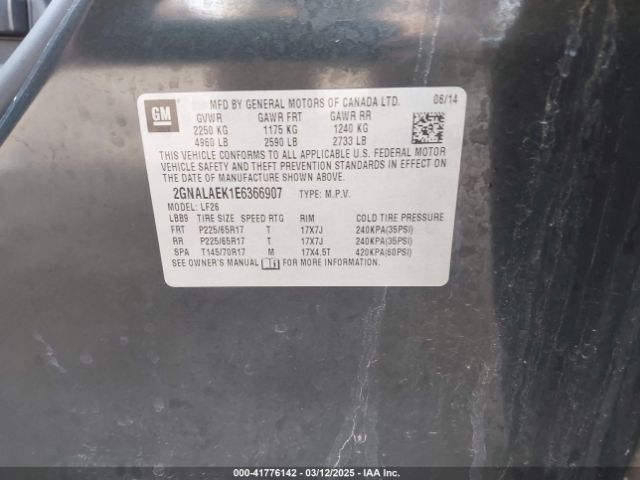 GM
MFD BY GENERAL MOTORS OF CANADA LTD. 06/14
GVWR GAWR FRT GAWR RR
2250 KG 1175 KG 1240 KG
4960 LB 2590 LB 2733 LB
THIS VEHICLE CONFORMS TO ALL APPLICABLE U.S. FEDERAL MOTOR
VEHICLE SAFETY AND THEFT PREVENTION STANDARDS IN EFFECT ON
THE DATE OF MANUFACTURE SHOWN ABOVE.
2GNALAEK1E6366907 TYPE: M.P.V.
MODEL: LF26
LBB9 TIRE SIZE SPEED RTG RIM COLD TIRE PRESSURE
FRT P225/65R17 T 17X7J 240KPA(35PSI)
RR P225/65R17 T 17X7J 240KPA(35PSI)
SPA T145/70R17 M 17X4.5T 420KPA(60PSI)
SEE OWNER'S MANUAL FOR MORE INFORMATION.
000-41776142 - 03/12/2025 - IAA Inc.